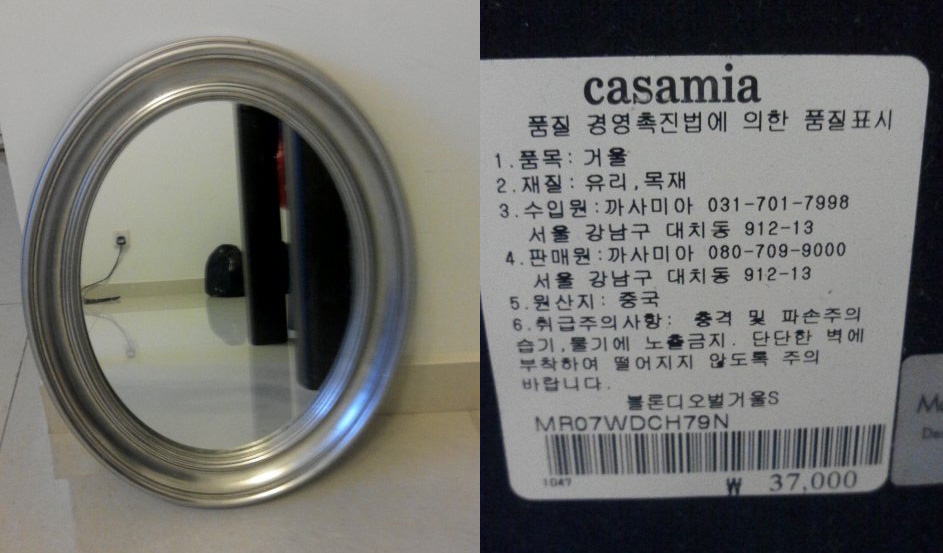 casamia
품질 경영촉진법에 의한 품질표시
1.품목: 거울
2.재질: 유리,목재
3.수입원:까사미아 031-701-7998
서울 강남구 대치동 912-13
4.판매원:까사미아 080-709-9000
서울 강남구 대치동 912-13
5.원산지: 중국
6.취급주의사항: 충격 및 파손주의
습기,물기에 노출금지. 단단한 벽에
부착하여 떨어지지 않도록 주의
바랍니다.
블론디오벌거울S
MR07WDCH79N
1047
₩ 37,000